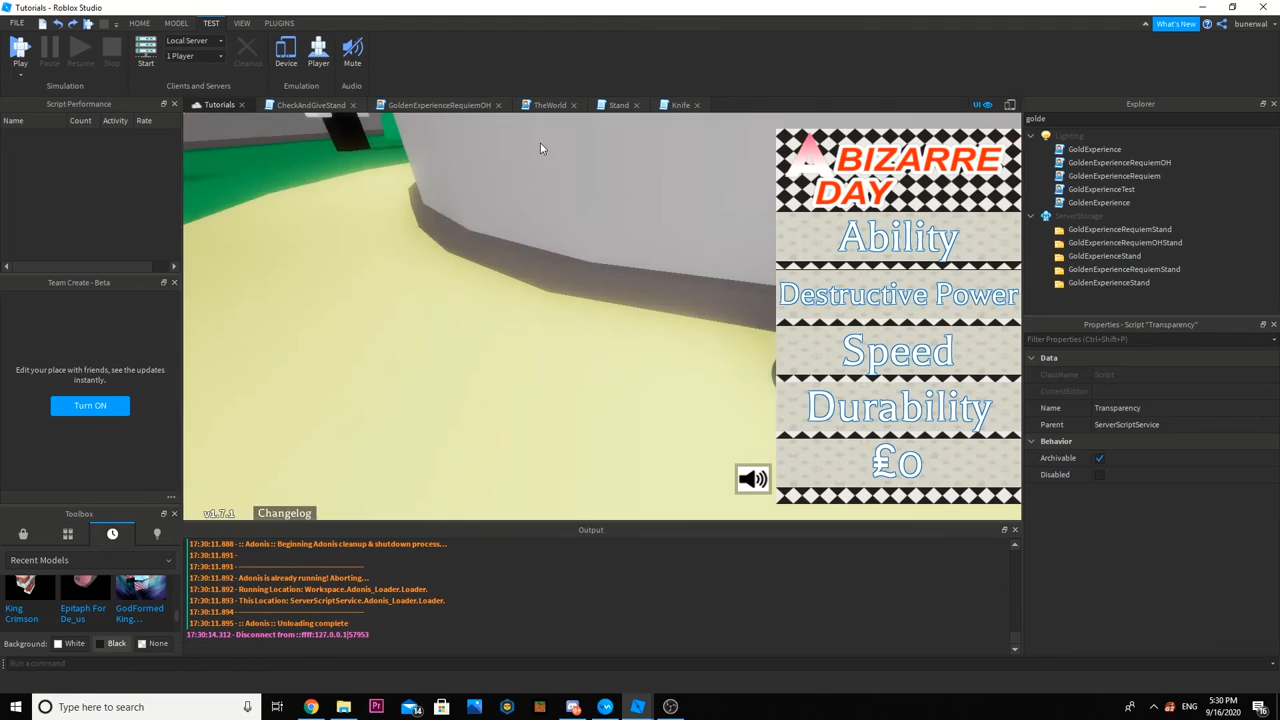 Tutorials - Roblox Studio
FILE HOME MODEL TEST VIEW PLUGINS
What's New bunerwal
Play Pause Resume Stop
Local Server
1 Player
Start Cleanup Device Player Mute
Simulation Clients and Servers Emulation Audio
Script Performance
Name Count Activity Rate
Tutorials CheckAndGiveStand GoldenExperienceRequiemOH TheWorld Stand Knife UI
Explorer
golde
Lighting
GoldExperience
GoldenExperienceRequiemOH
GoldenExperienceRequiem
GoldExperienceTest
GoldenExperience
ServerStorage
GoldExperienceRequiemStand
GoldExperienceRequiemOHStand
GoldExperienceStand
GoldenExperienceRequiemStand
GoldenExperienceStand
A BIZARRE
DAY
Ability
Destructive Power
Speed
Durability
£0
v1.7.1 Changelog
Team Create - Beta
Edit your place with friends, see the updates
instantly.
Turn ON
Properties - Script "Transparency"
Filter Properties (Ctrl+Shift+P)
Data
ClassName Script
CurrentEditor
Name Transparency
Parent ServerScriptService
Behavior
Archivable
Disabled
Toolbox
Recent Models
King
Crimson
Epitaph For
De_us
GodFormed
King...
Background: White Black None
Output
17:30:11.888 - :: Adonis :: Beginning Adonis cleanup & shutdown process...
17:30:11.891 -
17:30:11.891 - --------------------------------------------------
17:30:11.892 - Adonis is already running! Aborting...
17:30:11.892 - Running Location: Workspace.Adonis_Loader.Loader.
17:30:11.893 - This Location: ServerScriptService.Adonis_Loader.Loader.
17:30:11.894 - --------------------------------------------------
17:30:11.895 - :: Adonis :: Unloading complete
17:30:14.312 - Disconnect from ::ffff:127.0.0.1|57953
Run a command
Type here to search
14
ENG
5:30 PM
9/16/2020
16